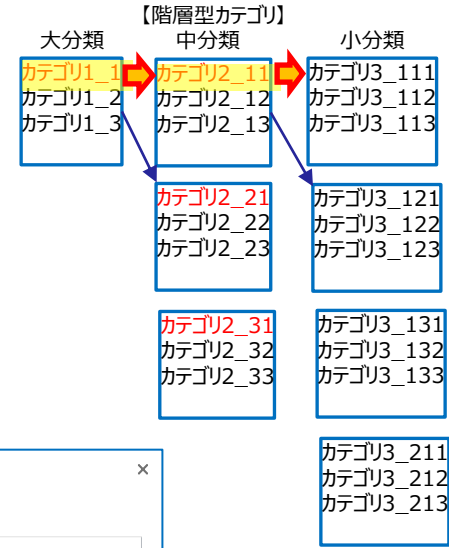 【階層型カテゴリ】
大分類
中分類
小分類
カテゴリ1_1
カテゴリ1_2
カテゴリ1_3
カテゴリ2_11
カテゴリ2_12
カテゴリ2_13
カテゴリ3_111
カテゴリ3_112
カテゴリ3_113
カテゴリ2_21
カテゴリ2_22
カテゴリ2_23
カテゴリ3_121
カテゴリ3_122
カテゴリ3_123
カテゴリ2_31
カテゴリ2_32
カテゴリ2_33
カテゴリ3_131
カテゴリ3_132
カテゴリ3_133
カテゴリ3_211
カテゴリ3_212
カテゴリ3_213
×